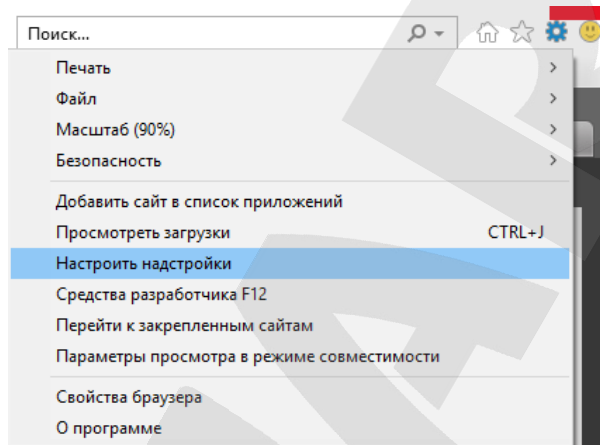 Поиск...
Печать
Файл
Масштаб (90%)
Безопасность
Добавить сайт в список приложений
Просмотреть загрузки CTRL+J
Настроить надстройки
Средства разработчика F12
Перейти к закрепленным сайтам
Параметры просмотра в режиме совместимости
Свойства браузера
О программе